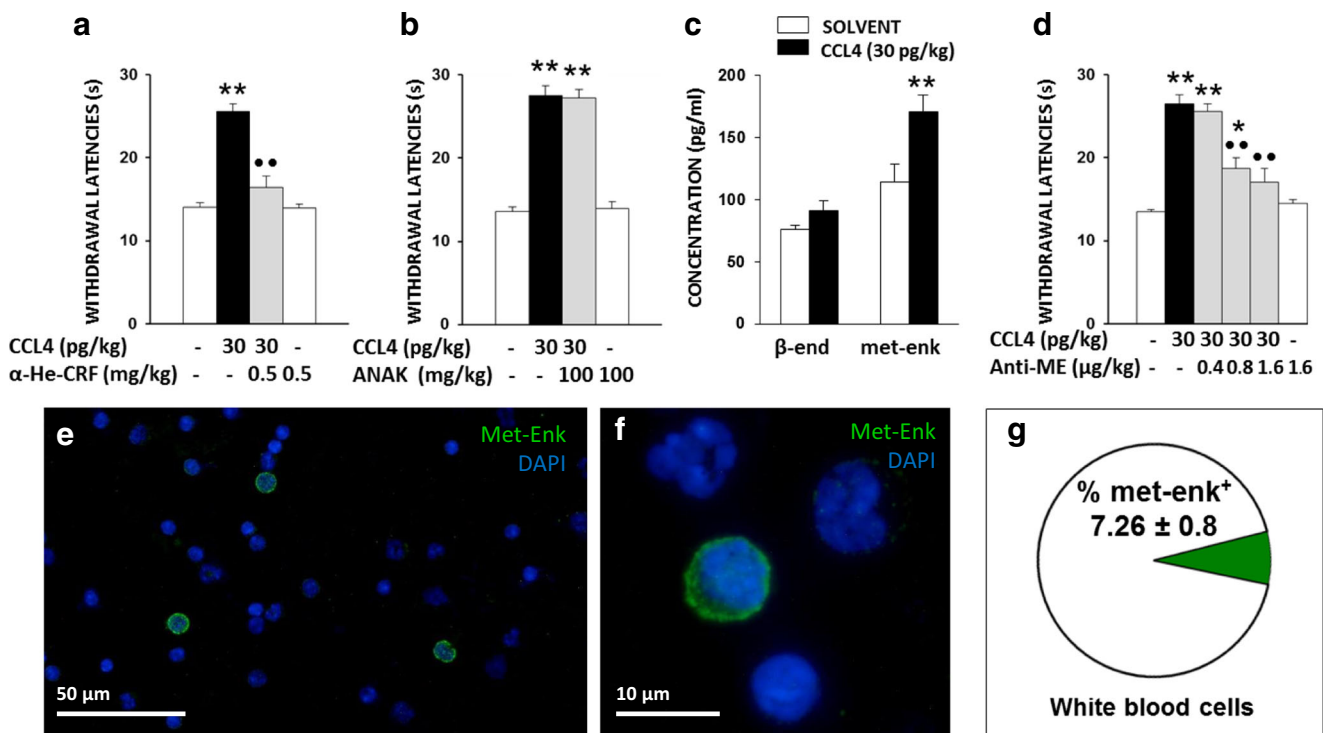 a
WITHDRAWAL LATENCIES (s)
30
20
10
0
**
••
CCL4 (pg/kg) - 30 30 -
α-He-CRF (mg/kg) - - 0.5 0.5
b
WITHDRAWAL LATENCIES (s)
30
20
10
0
** **
CCL4 (pg/kg) - 30 30 -
ANAK (mg/kg) - - 100 100
c
SOLVENT
CCL4 (30 pg/kg)
CONCENTRATION (pg/ml)
200
150
100
50
0
**
β-end met-enk
d
WITHDRAWAL LATENCIES (s)
30
20
10
0
** **
*
•• ••
CCL4 (pg/kg) - 30 30 30 30 -
Anti-ME (µg/kg) - - 0.4 0.8 1.6 1.6
e
Met-Enk
DAPI
50 µm
f
Met-Enk
DAPI
10 µm
g
% met-enk⁺
7.26 ± 0.8
White blood cells